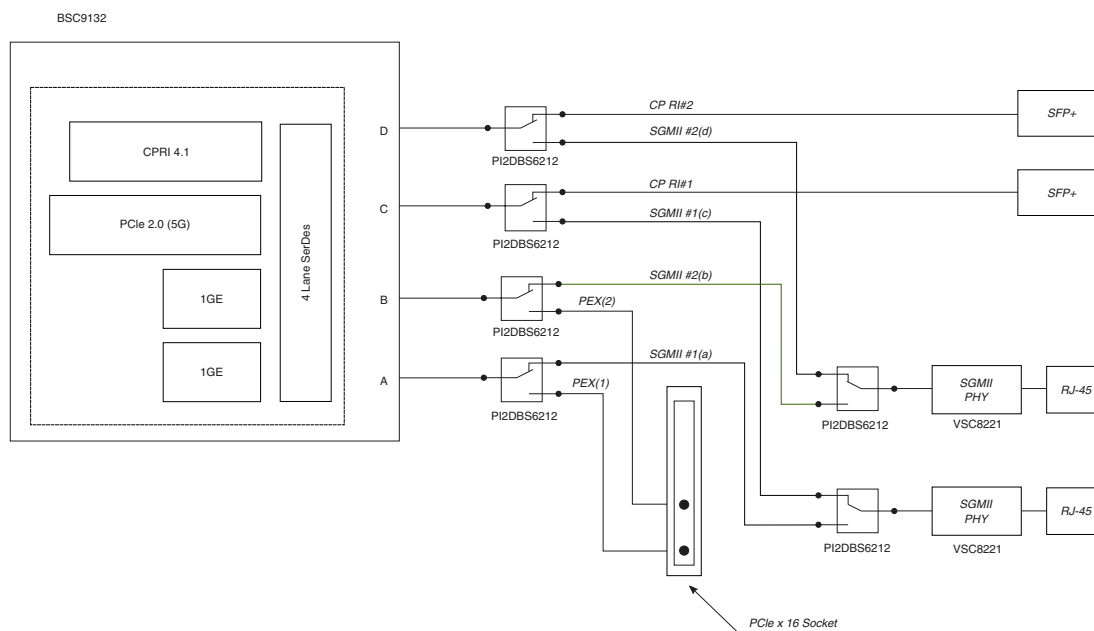 BSC9132
CPRI 4.1
PCIe 2.0 (5G)
1GE
1GE
4 Lane SerDes
D
C
B
A
PI2DBS6212
PI2DBS6212
PI2DBS6212
PI2DBS6212
CP RI#2
SGMII #2(d)
CP RI#1
SGMII #1(c)
SGMII #2(b)
PEX(2)
SGMII #1(a)
PEX(1)
SFP+
SFP+
PI2DBS6212
SGMII
PHY
VSC8221
RJ-45
PI2DBS6212
SGMII
PHY
VSC8221
RJ-45
PCIe x 16 Socket